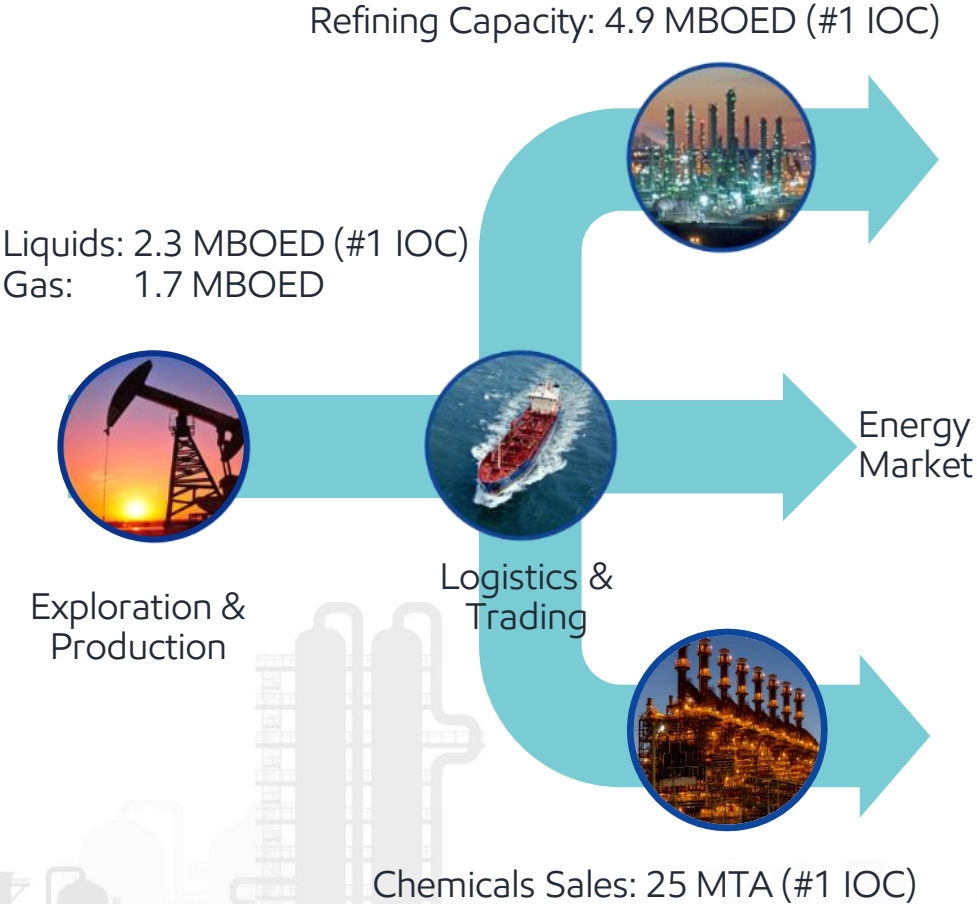 Refining Capacity: 4.9 MBOED (#1 IOC)
Liquids: 2.3 MBOED (#1 IOC)
Gas: 1.7 MBOED
Energy
Market
Logistics &
Trading
Exploration &
Production
Chemicals Sales: 25 MTA (#1 IOC)